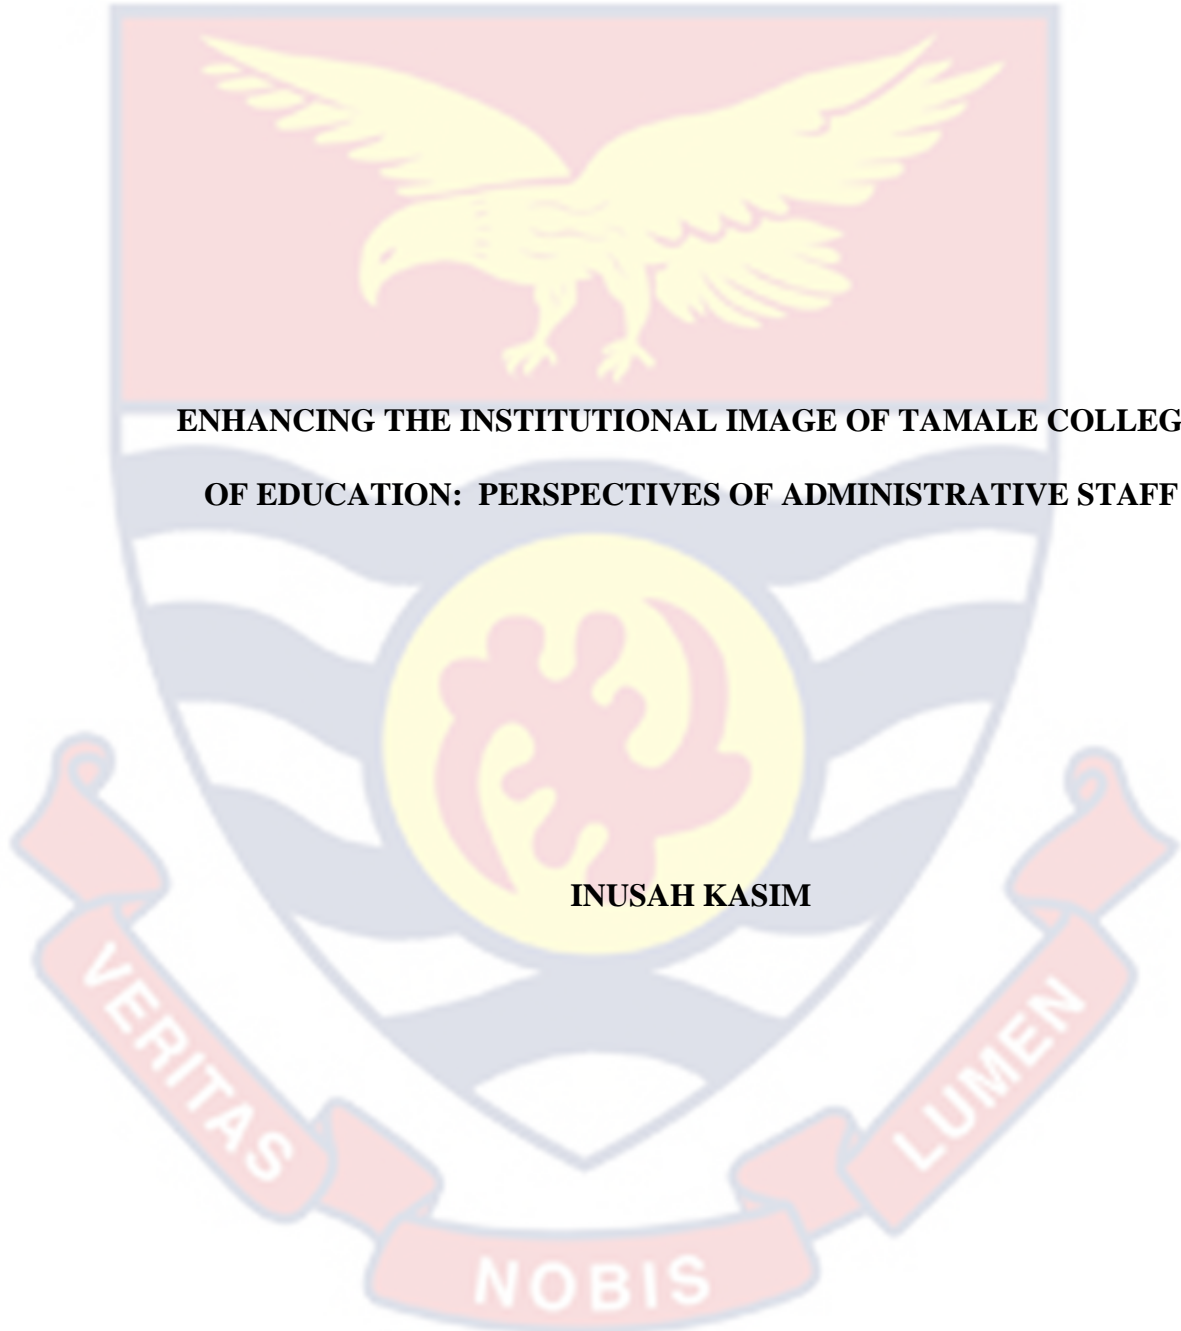 ENHANCING THE INSTITUTIONAL IMAGE OF TAMALE COLLEG
OF EDUCATION: PERSPECTIVES OF ADMINISTRATIVE STAFF
INUSAH KASIM
VERITAS
NOBIS
LUMEN